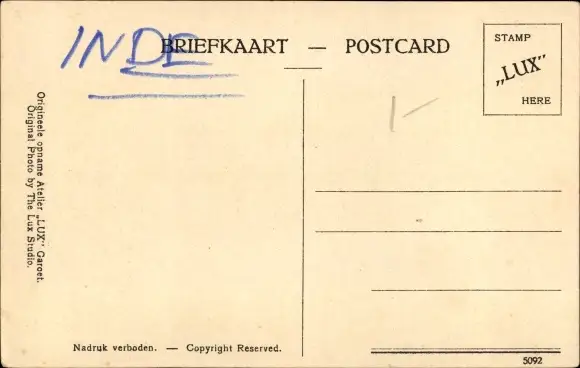 INDE
BRIEFKAART — POSTCARD
STAMP
„LUX”
HERE
1-
Origineele opname Atelier „LUX” Garoet.
Original Photo by The Lux Studio.
Nadruk verboden. — Copyright Reserved.
5092